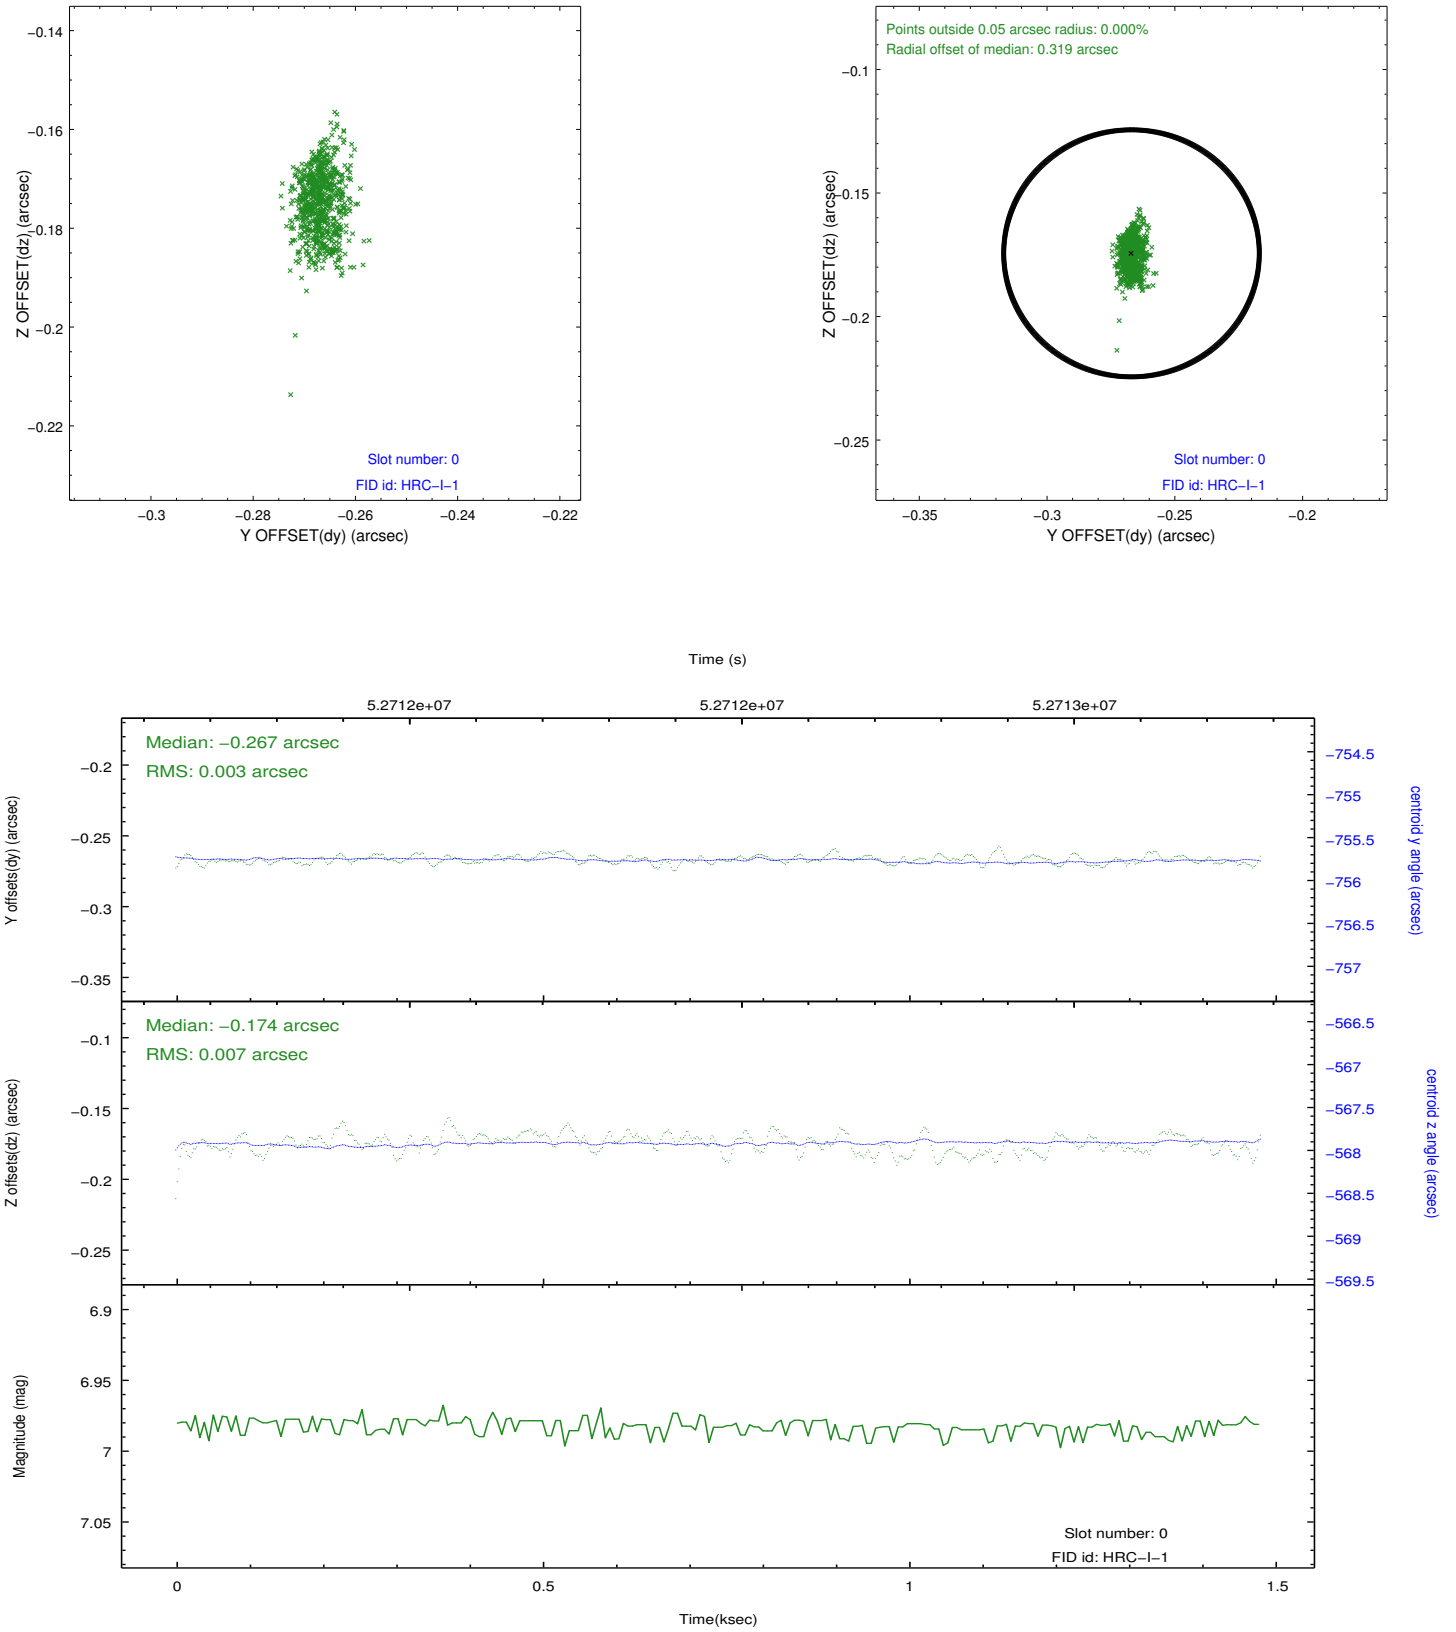 −0.14
−0.16
−0.18
−0.2
−0.22
Z OFFSET(dz) (arcsec)
Slot number: 0
FID id: HRC−I−1
−0.3
−0.28
−0.26
−0.24
−0.22
Y OFFSET(dy) (arcsec)
Points outside 0.05 arcsec radius: 0.000%
Radial offset of median: 0.319 arcsec
−0.1
−0.15
−0.2
−0.25
Z OFFSET(dz) (arcsec)
Slot number: 0
FID id: HRC−I−1
−0.35
−0.3
−0.25
−0.2
Y OFFSET(dy) (arcsec)
Time (s)
5.2712e+07
5.2712e+07
5.2713e+07
Median: −0.267 arcsec
RMS: 0.003 arcsec
−0.2
−0.25
−0.3
−0.35
Y offsets(dy) (arcsec)
−754.5
−755
−755.5
−756
−756.5
−757
centroid y angle (arcsec)
Median: −0.174 arcsec
RMS: 0.007 arcsec
−0.1
−0.15
−0.2
−0.25
Z offsets(dz) (arcsec)
−566.5
−567
−567.5
−568
−568.5
−569
−569.5
centroid z angle (arcsec)
6.9
6.95
7
7.05
Magnitude (mag)
Slot number: 0
FID id: HRC−I−1
0
0.5
1
1.5
Time(ksec)